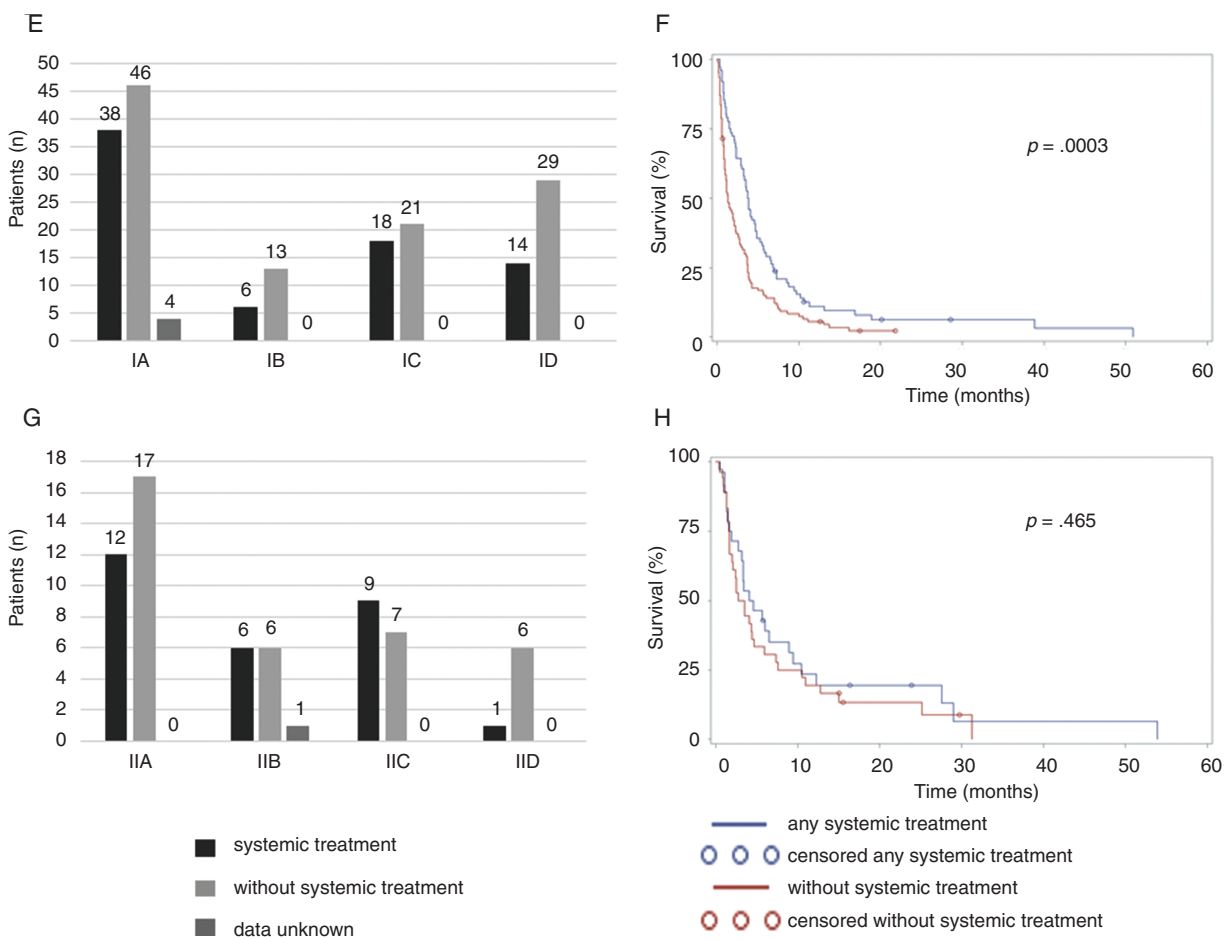 E
50
45
40
35
30
25
20
15
10
5
0
Patients (n)
38
46
4
6
13
0
18
21
0
14
29
0
IA
IB
IC
ID
F
100
75
50
25
0
Survival (%)
p = .0003
0
10
20
30
40
50
60
Time (months)
G
18
16
14
12
10
8
6
4
2
0
Patients (n)
12
17
0
6
6
1
9
7
0
1
6
0
IIA
IIB
IIC
IID
H
100
75
50
25
0
Survival (%)
p = .465
0
10
20
30
40
50
60
Time (months)
systemic treatment
without systemic treatment
data unknown
any systemic treatment
censored any systemic treatment
without systemic treatment
censored without systemic treatment